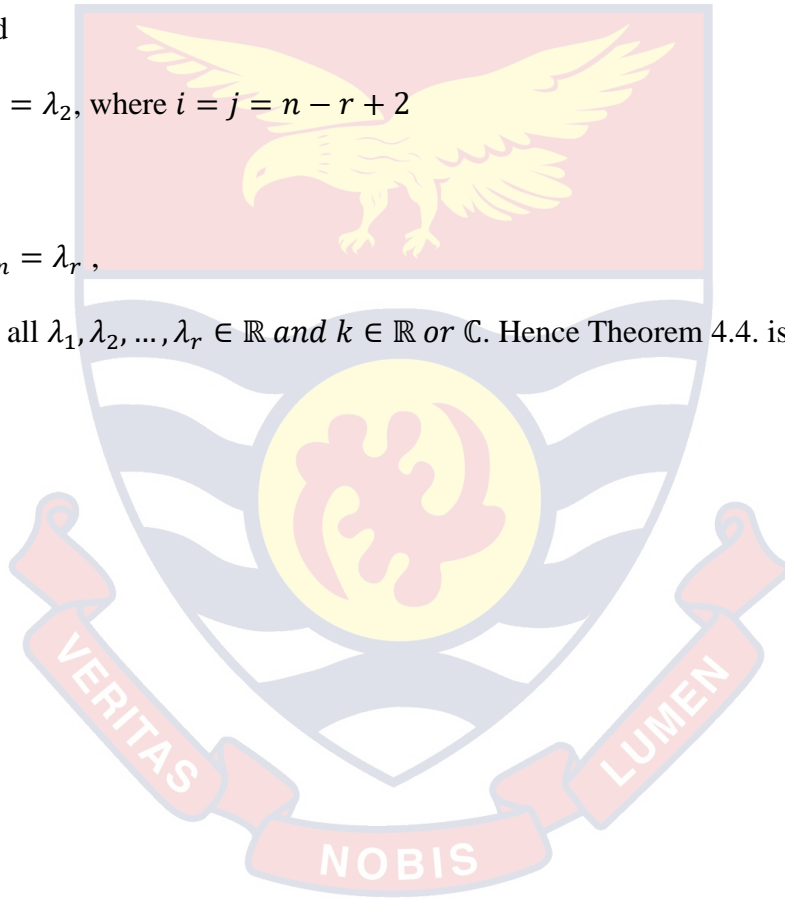 = λ₂, where i = j = n − r + 2
ₙ = λᵣ ,
all λ₁, λ₂, … , λᵣ ∈ ℝ and k ∈ ℝ or ℂ. Hence Theorem 4.4. is
VERITAS
NOBIS
LUMEN